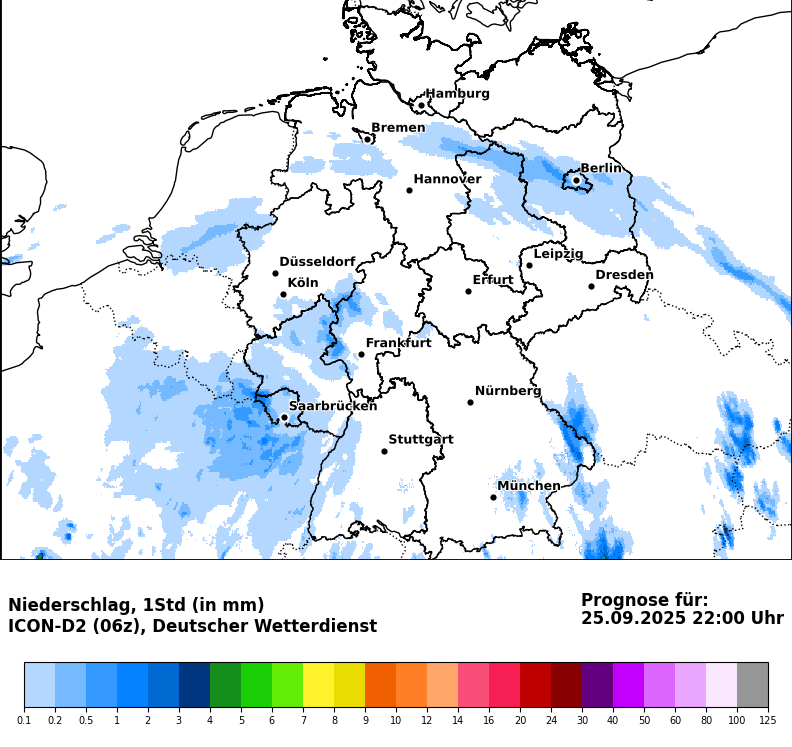 Hamburg
Bremen
Berlin
Hannover
Leipzig
Düsseldorf
Dresden
Köln
Erfurt
Frankfurt
Nürnberg
Saarbrücken
Stuttgart
München
Niederschlag, 1Std (in mm)
ICON-D2 (06z), Deutscher Wetterdienst
Prognose für:
25.09.2025 22:00 Uhr
0.1 0.2 0.5 1 2 3 4 5 6 7 8 9 10 12 14 16 20 24 30 40 50 60 80 100 125